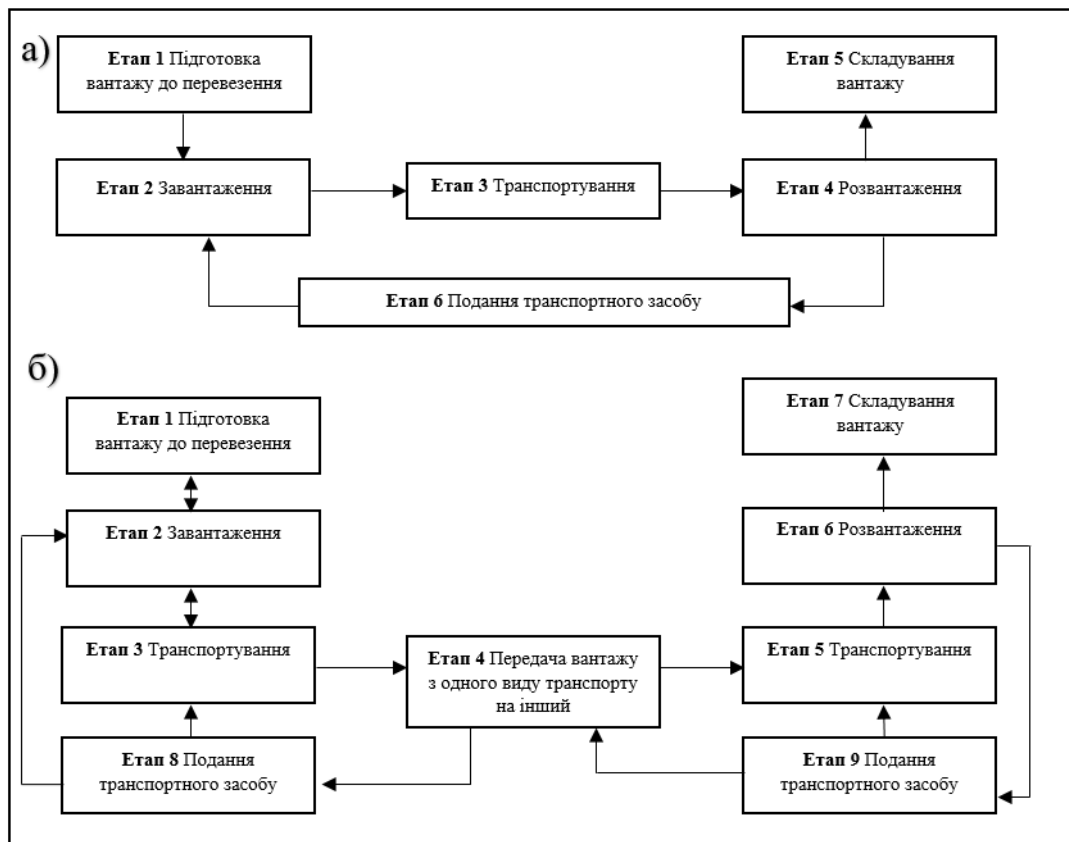 а)
Етап 1 Підготовка
вантажу до перевезення
Етап 5 Складування
вантажу
Етап 2 Завантаження
Етап 3 Транспортування
Етап 4 Розвантаження
Етап 6 Подання транспортного засобу
б)
Етап 1 Підготовка
вантажу до перевезення
Етап 7 Складування
вантажу
Етап 2 Завантаження
Етап 6 Розвантаження
Етап 3 Транспортування
Етап 4 Передача вантажу
з одного виду транспорту
на інший
Етап 5 Транспортування
Етап 8 Подання
транспортного засобу
Етап 9 Подання
транспортного засобу